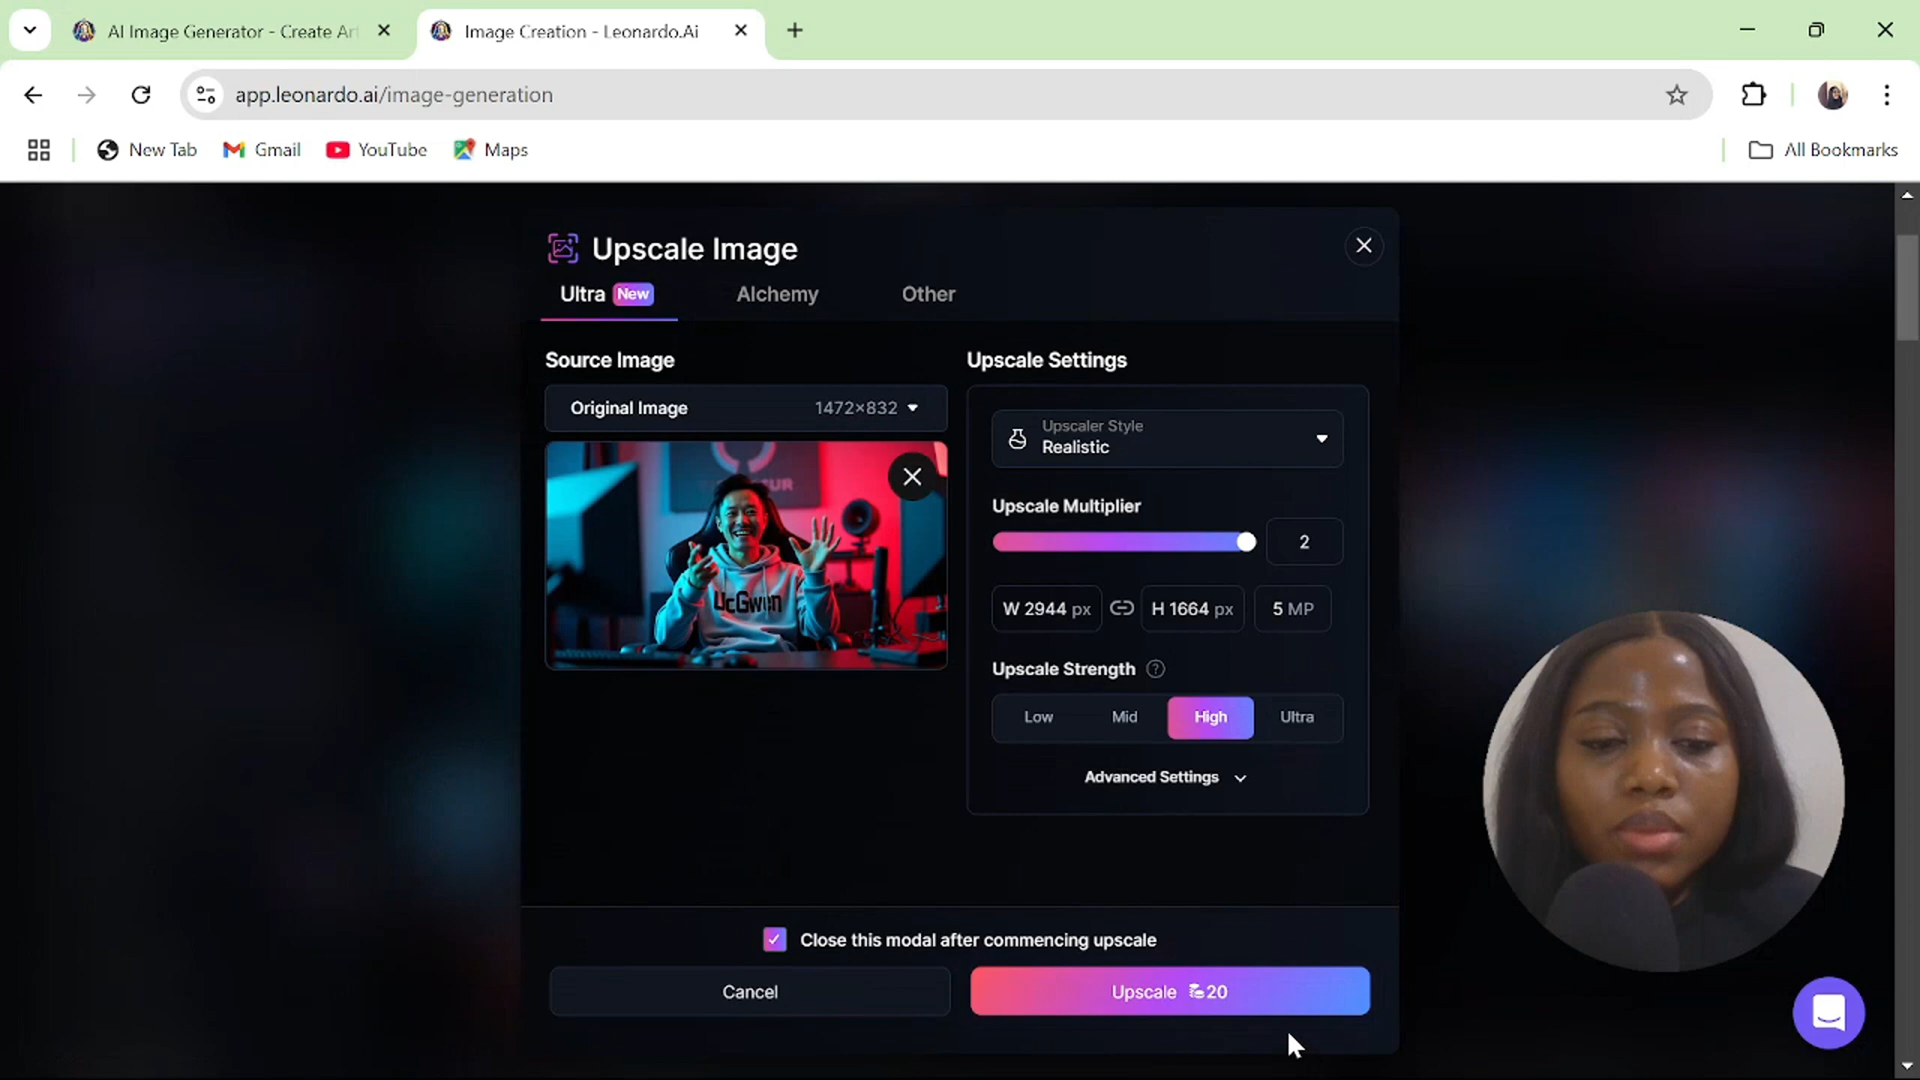 AI Image Generator - Create Art
Image Creation - Leonardo.Ai
app.leonardo.ai/image-generation
New Tab
Gmail
YouTube
Maps
All Bookmarks
Upscale Image
Ultra New
Alchemy
Other
Source Image
Original Image 1472×832
UcGwen
Upscale Settings
Upscaler Style
Realistic
Upscale Multiplier
2
W 2944 px
H 1664 px
5 MP
Upscale Strength ?
Low
Mid
High
Ultra
Advanced Settings
Close this modal after commencing upscale
Cancel
Upscale 20